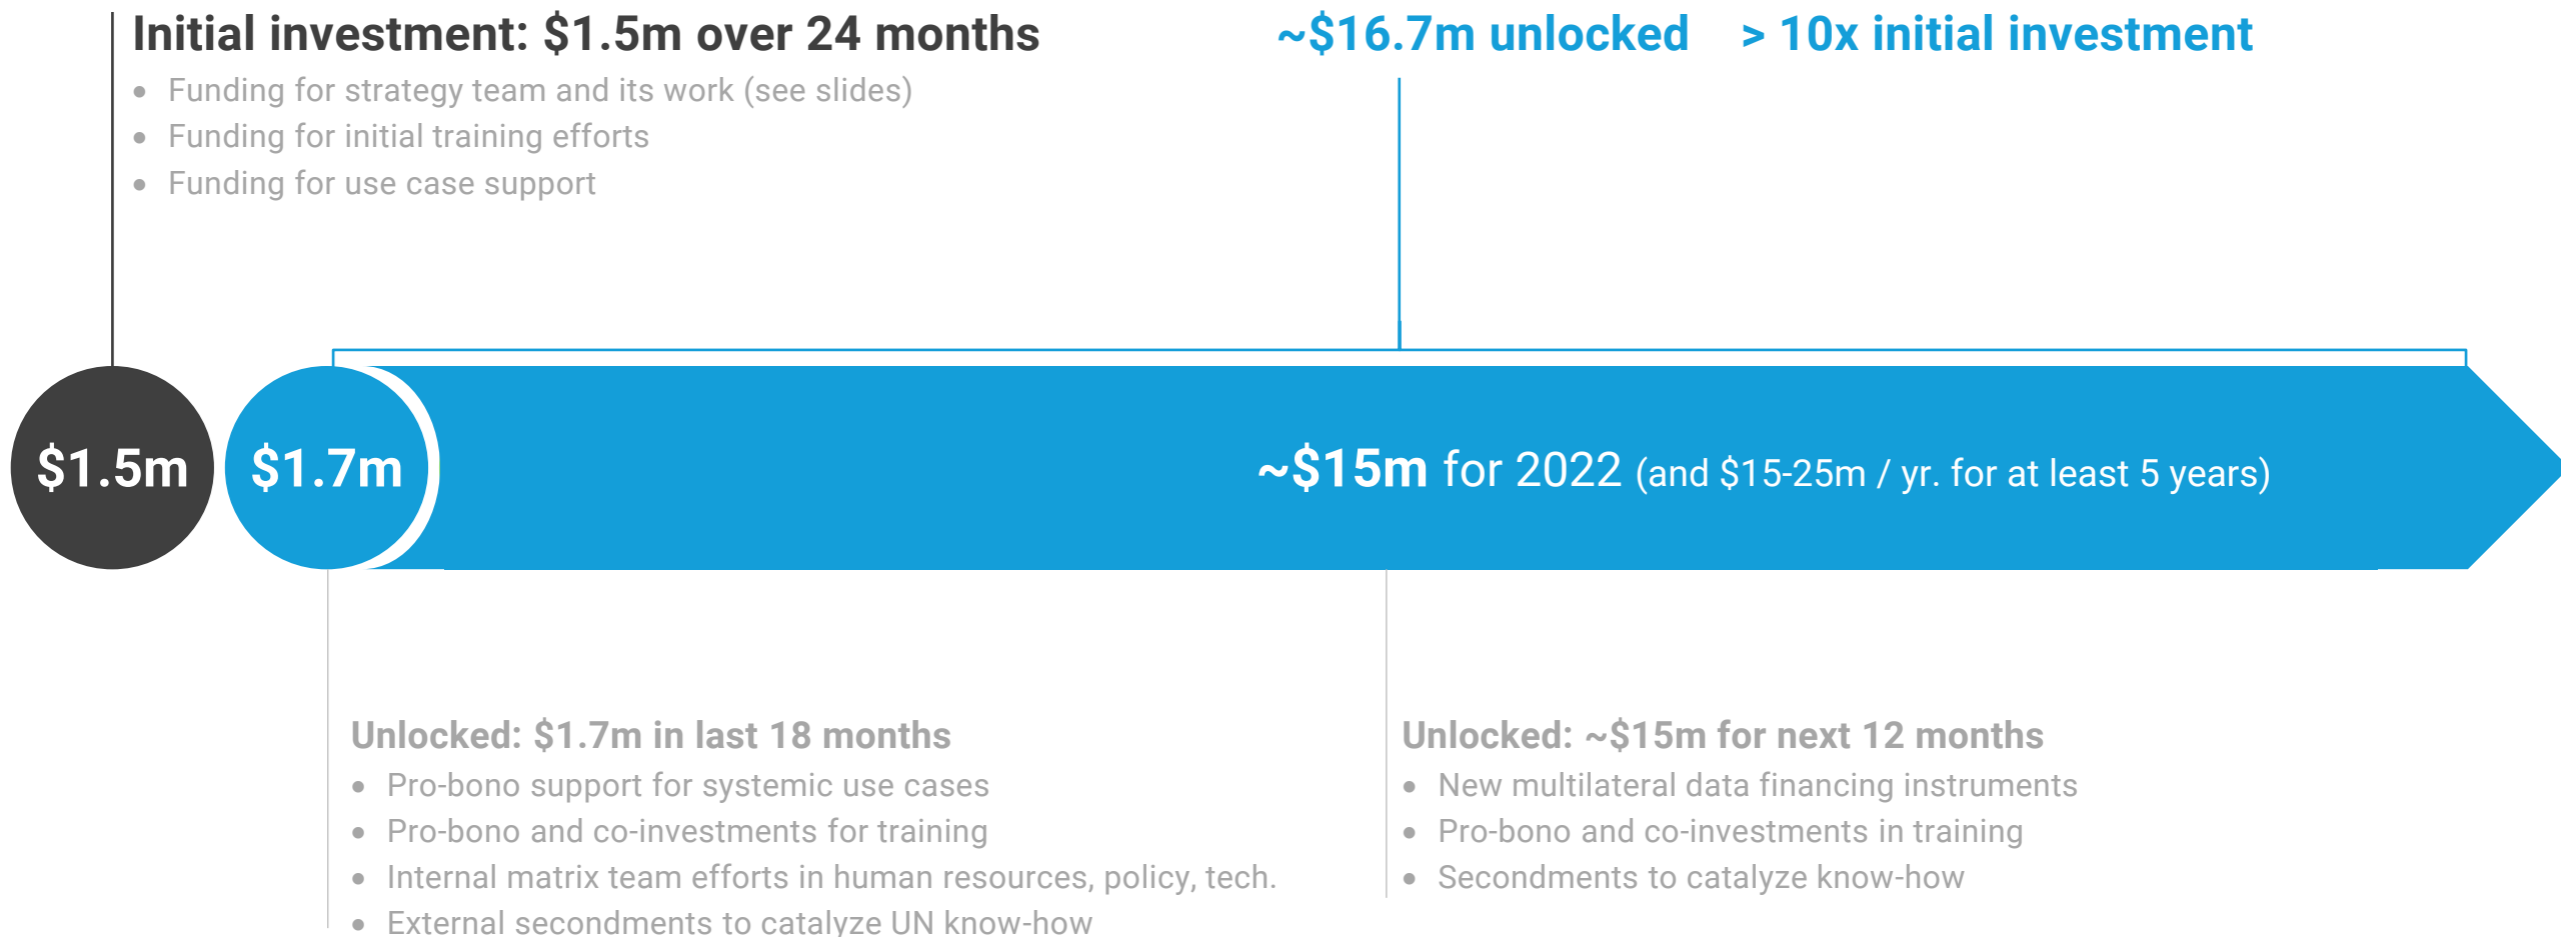 Initial investment: $1.5m over 24 months
• Funding for strategy team and its work (see slides)
• Funding for initial training efforts
• Funding for use case support
~$16.7m unlocked > 10x initial investment
$1.5m
$1.7m
~$15m for 2022 (and $15-25m / yr. for at least 5 years)
Unlocked: $1.7m in last 18 months
• Pro-bono support for systemic use cases
• Pro-bono and co-investments for training
• Internal matrix team efforts in human resources, policy, tech.
• External secondments to catalyze UN know-how
Unlocked: ~$15m for next 12 months
• New multilateral data financing instruments
• Pro-bono and co-investments in training
• Secondments to catalyze know-how